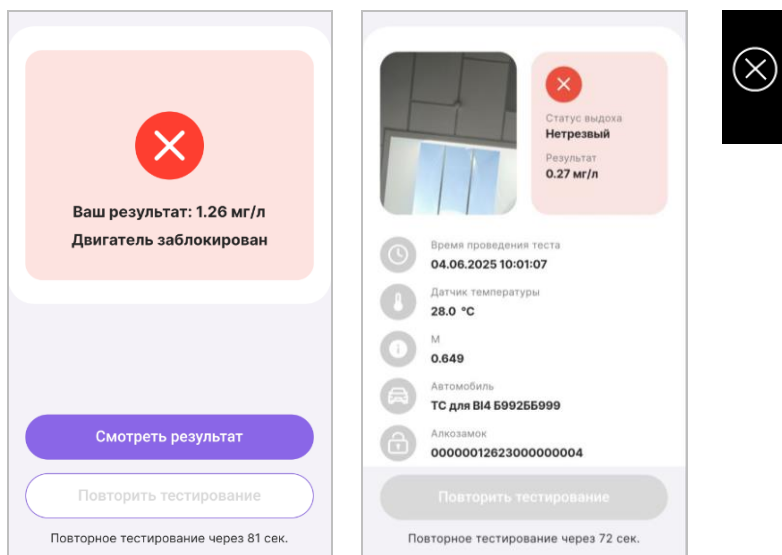 Ваш результат: 1.26 мг/л
Двигатель заблокирован
Смотреть результат
Повторить тестирование
Повторное тестирование через 81 сек.
Статус выдоха
Нетрезвый
Результат
0.27 мг/л
Время проведения теста
04.06.2025 10:01:07
Датчик температуры
28.0 °C
М
0.649
Автомобиль
ТС для BI4 Б992ББ999
Алкозамок
00000012623000000004
Повторить тестирование
Повторное тестирование через 72 сек.